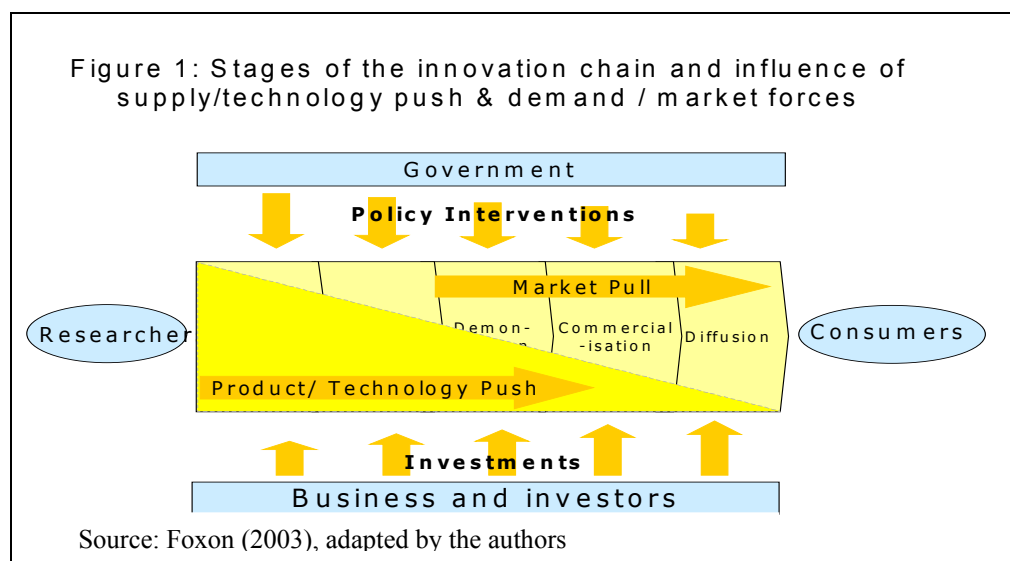 Figure 1: Stages of the innovation chain and influence of
supply/technology push & demand / market forces
Government
Policy Interventions
Market Pull
Researcher
Demon-
Commercial
-isation
Diffusion
Consumers
Product/ Technology Push
Investments
Business and investors
Source: Foxon (2003), adapted by the authors